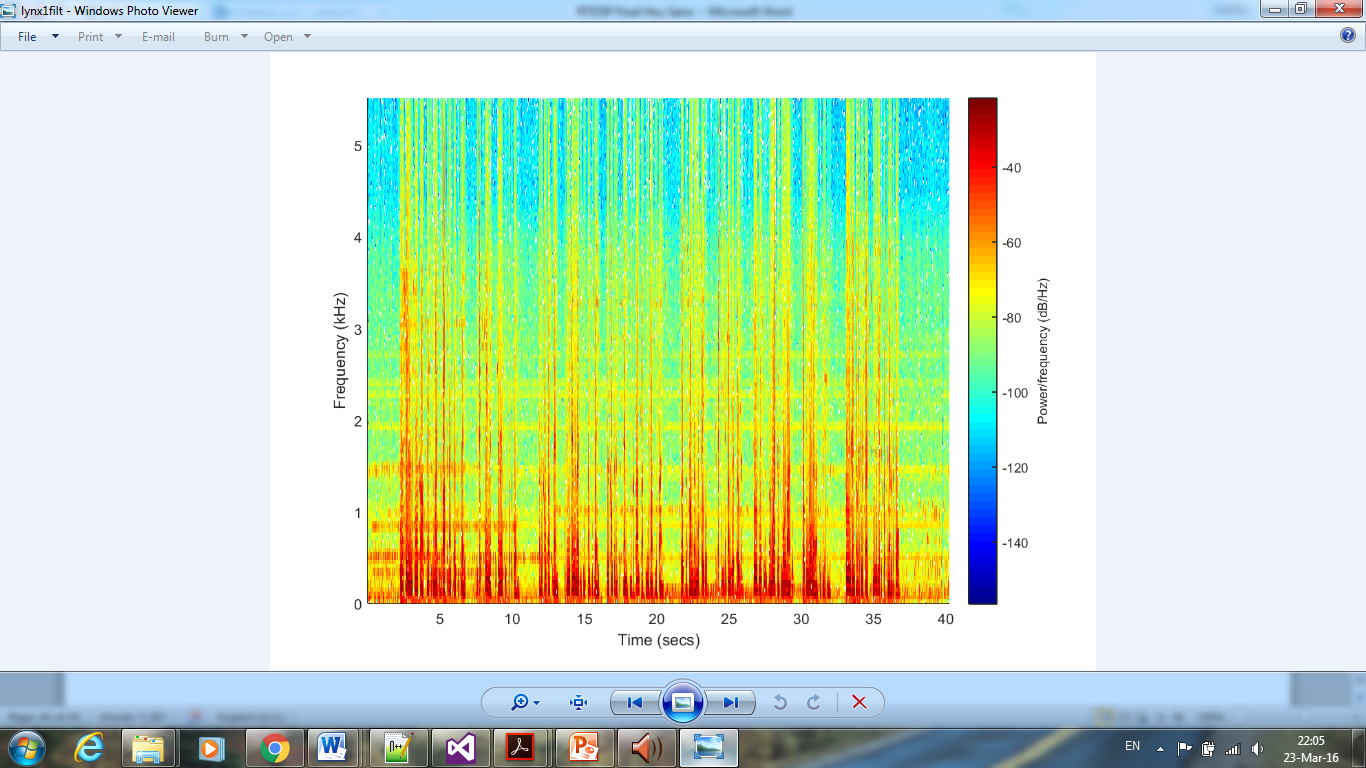 lynx1filt - Windows Photo Viewer
File Print E-mail Burn Open
5
4
3
2
1
0
Frequency (kHz)
5 10 15 20 25 30 35 40
Time (secs)
-40
-60
-80
-100
-120
-140
Power/frequency (dB/Hz)
EN
22:05
23-Mar-16